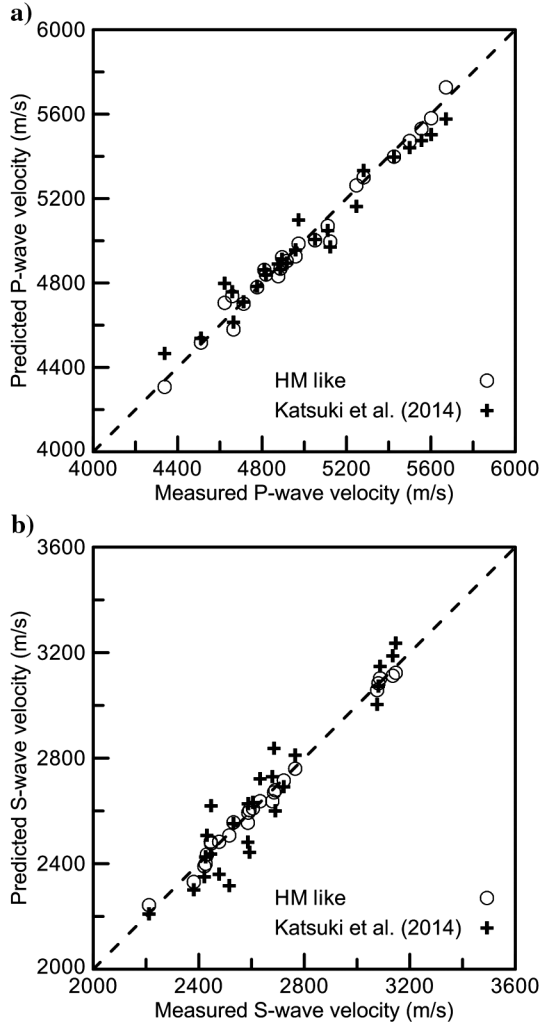 a)
6000
5600
5200
4800
4400
4000
Predicted P-wave velocity (m/s)
HM like
Katsuki et al. (2014)
4000 4400 4800 5200 5600 6000
Measured P-wave velocity (m/s)
b)
3600
3200
2800
2400
2000
Predicted S-wave velocity (m/s)
HM like
Katsuki et al. (2014)
2000 2400 2800 3200 3600
Measured S-wave velocity (m/s)